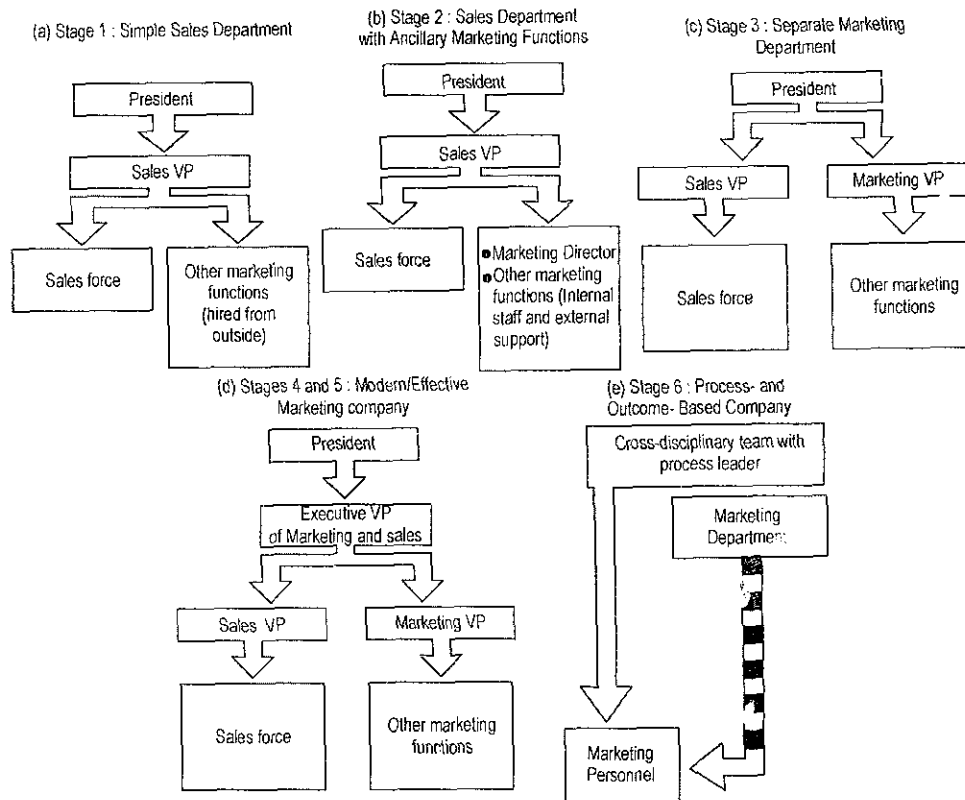 (a) Stage 1 : Simple Sales Department
President
Sales VP
Sales force
Other marketing
functions
(hired from
outside)
(b) Stage 2 : Sales Department
with Ancillary Marketing Functions
President
Sales VP
Sales force
Marketing Director
Other marketing
functions (Internal
staff and external
support)
(c) Stage 3 : Separate Marketing
Department
President
Sales VP
Marketing VP
Sales force
Other marketing
functions
(d) Stages 4 and 5 : Modern/Effective
Marketing company
President
Executive VP
of Marketing and sales
Sales VP
Marketing VP
Sales force
Other marketing
functions
(e) Stage 6 : Process- and
Outcome- Based Company
Cross-disciplinary team with
process leader
Marketing
Department
Marketing
Personnel